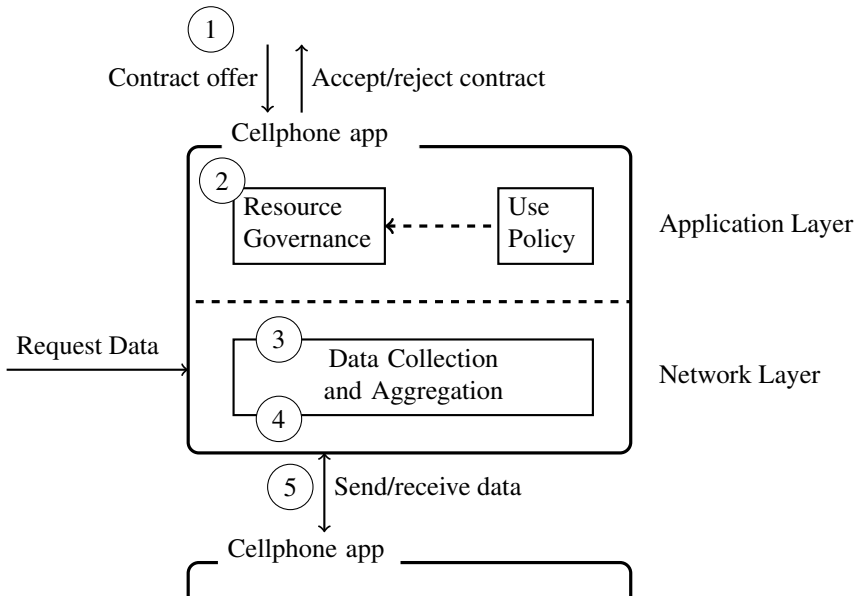 1
Contract offer
Accept/reject contract
Cellphone app
2
Resource
Governance
Use
Policy
Application Layer
Request Data
3
Data Collection
and Aggregation
4
Network Layer
5
Send/receive data
Cellphone app